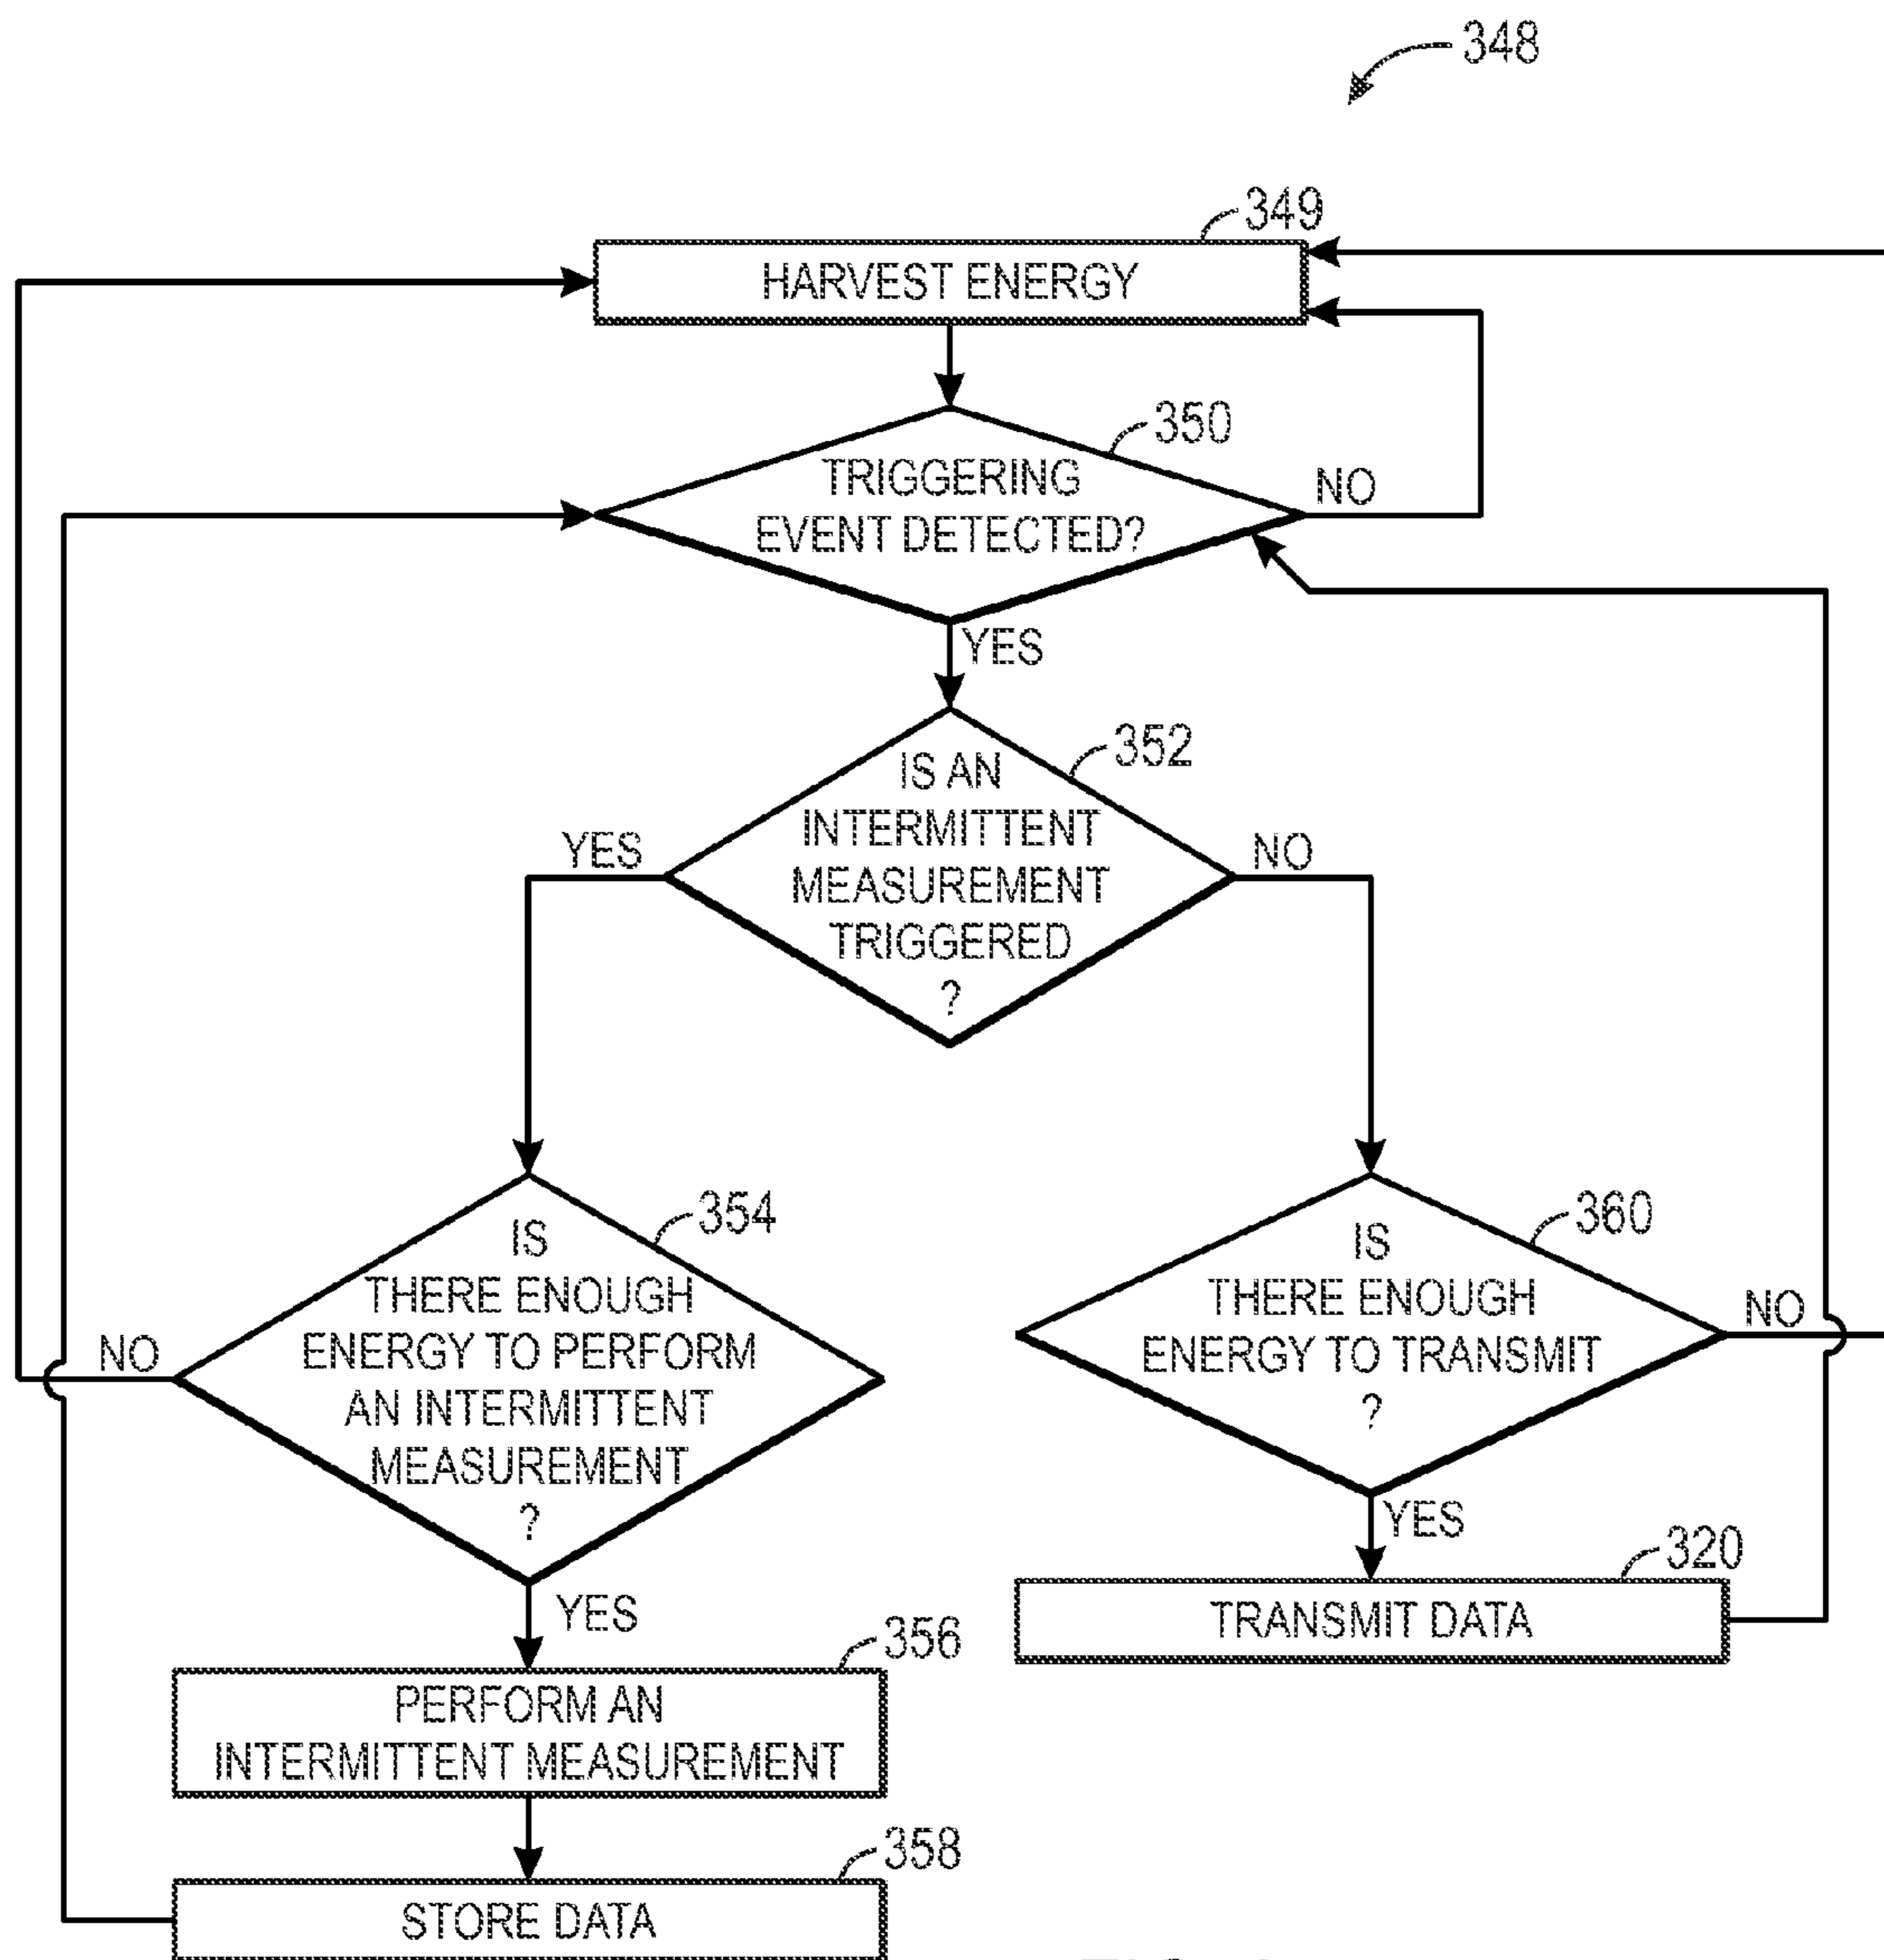 348
349
HARVEST ENERGY
350
TRIGGERING
EVENT DETECTED?
NO
YES
352
IS AN
INTERMITTENT
MEASUREMENT
TRIGGERED
?
YES
NO
354
IS
THERE ENOUGH
ENERGY TO PERFORM
AN INTERMITTENT
MEASUREMENT
?
NO
YES
360
IS
THERE ENOUGH
ENERGY TO TRANSMIT
?
NO
YES
320
TRANSMIT DATA
356
PERFORM AN
INTERMITTENT MEASUREMENT
358
STORE DATA